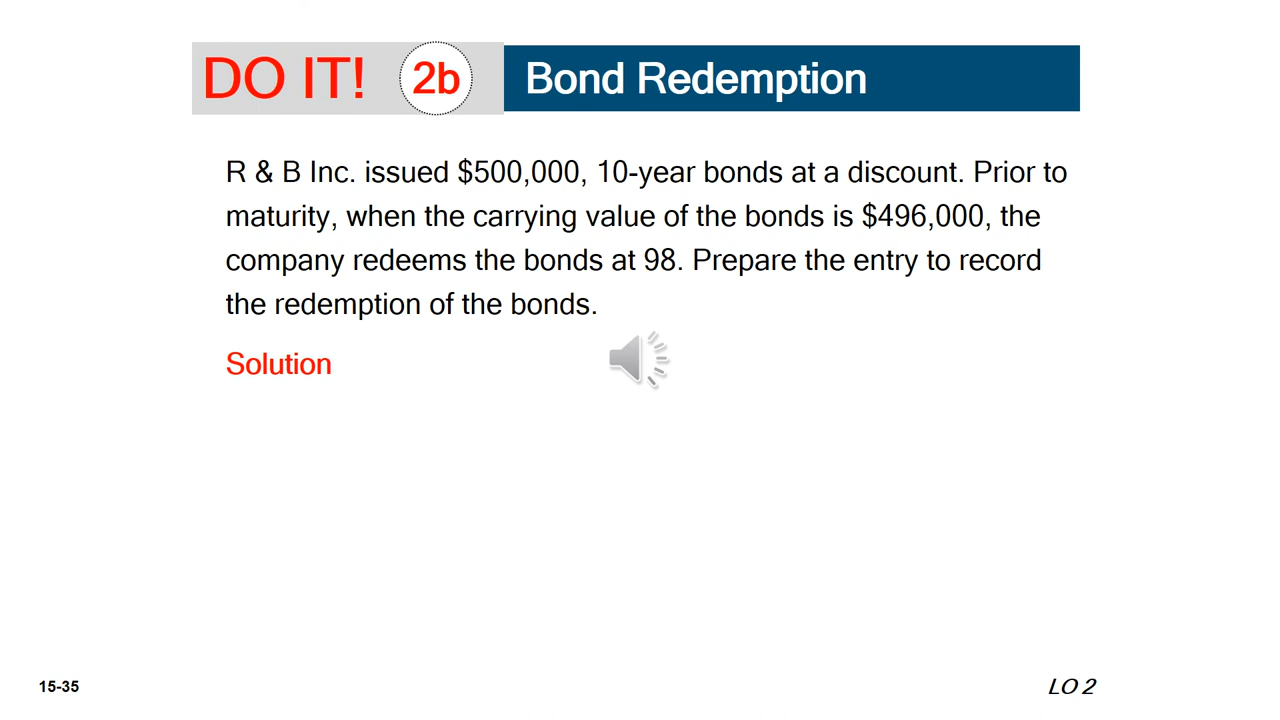 DO IT! 2b Bond Redemption
R & B Inc. issued $500,000, 10-year bonds at a discount. Prior to
maturity, when the carrying value of the bonds is $496,000, the
company redeems the bonds at 98. Prepare the entry to record
the redemption of the bonds.
Solution
15-35
LO 2